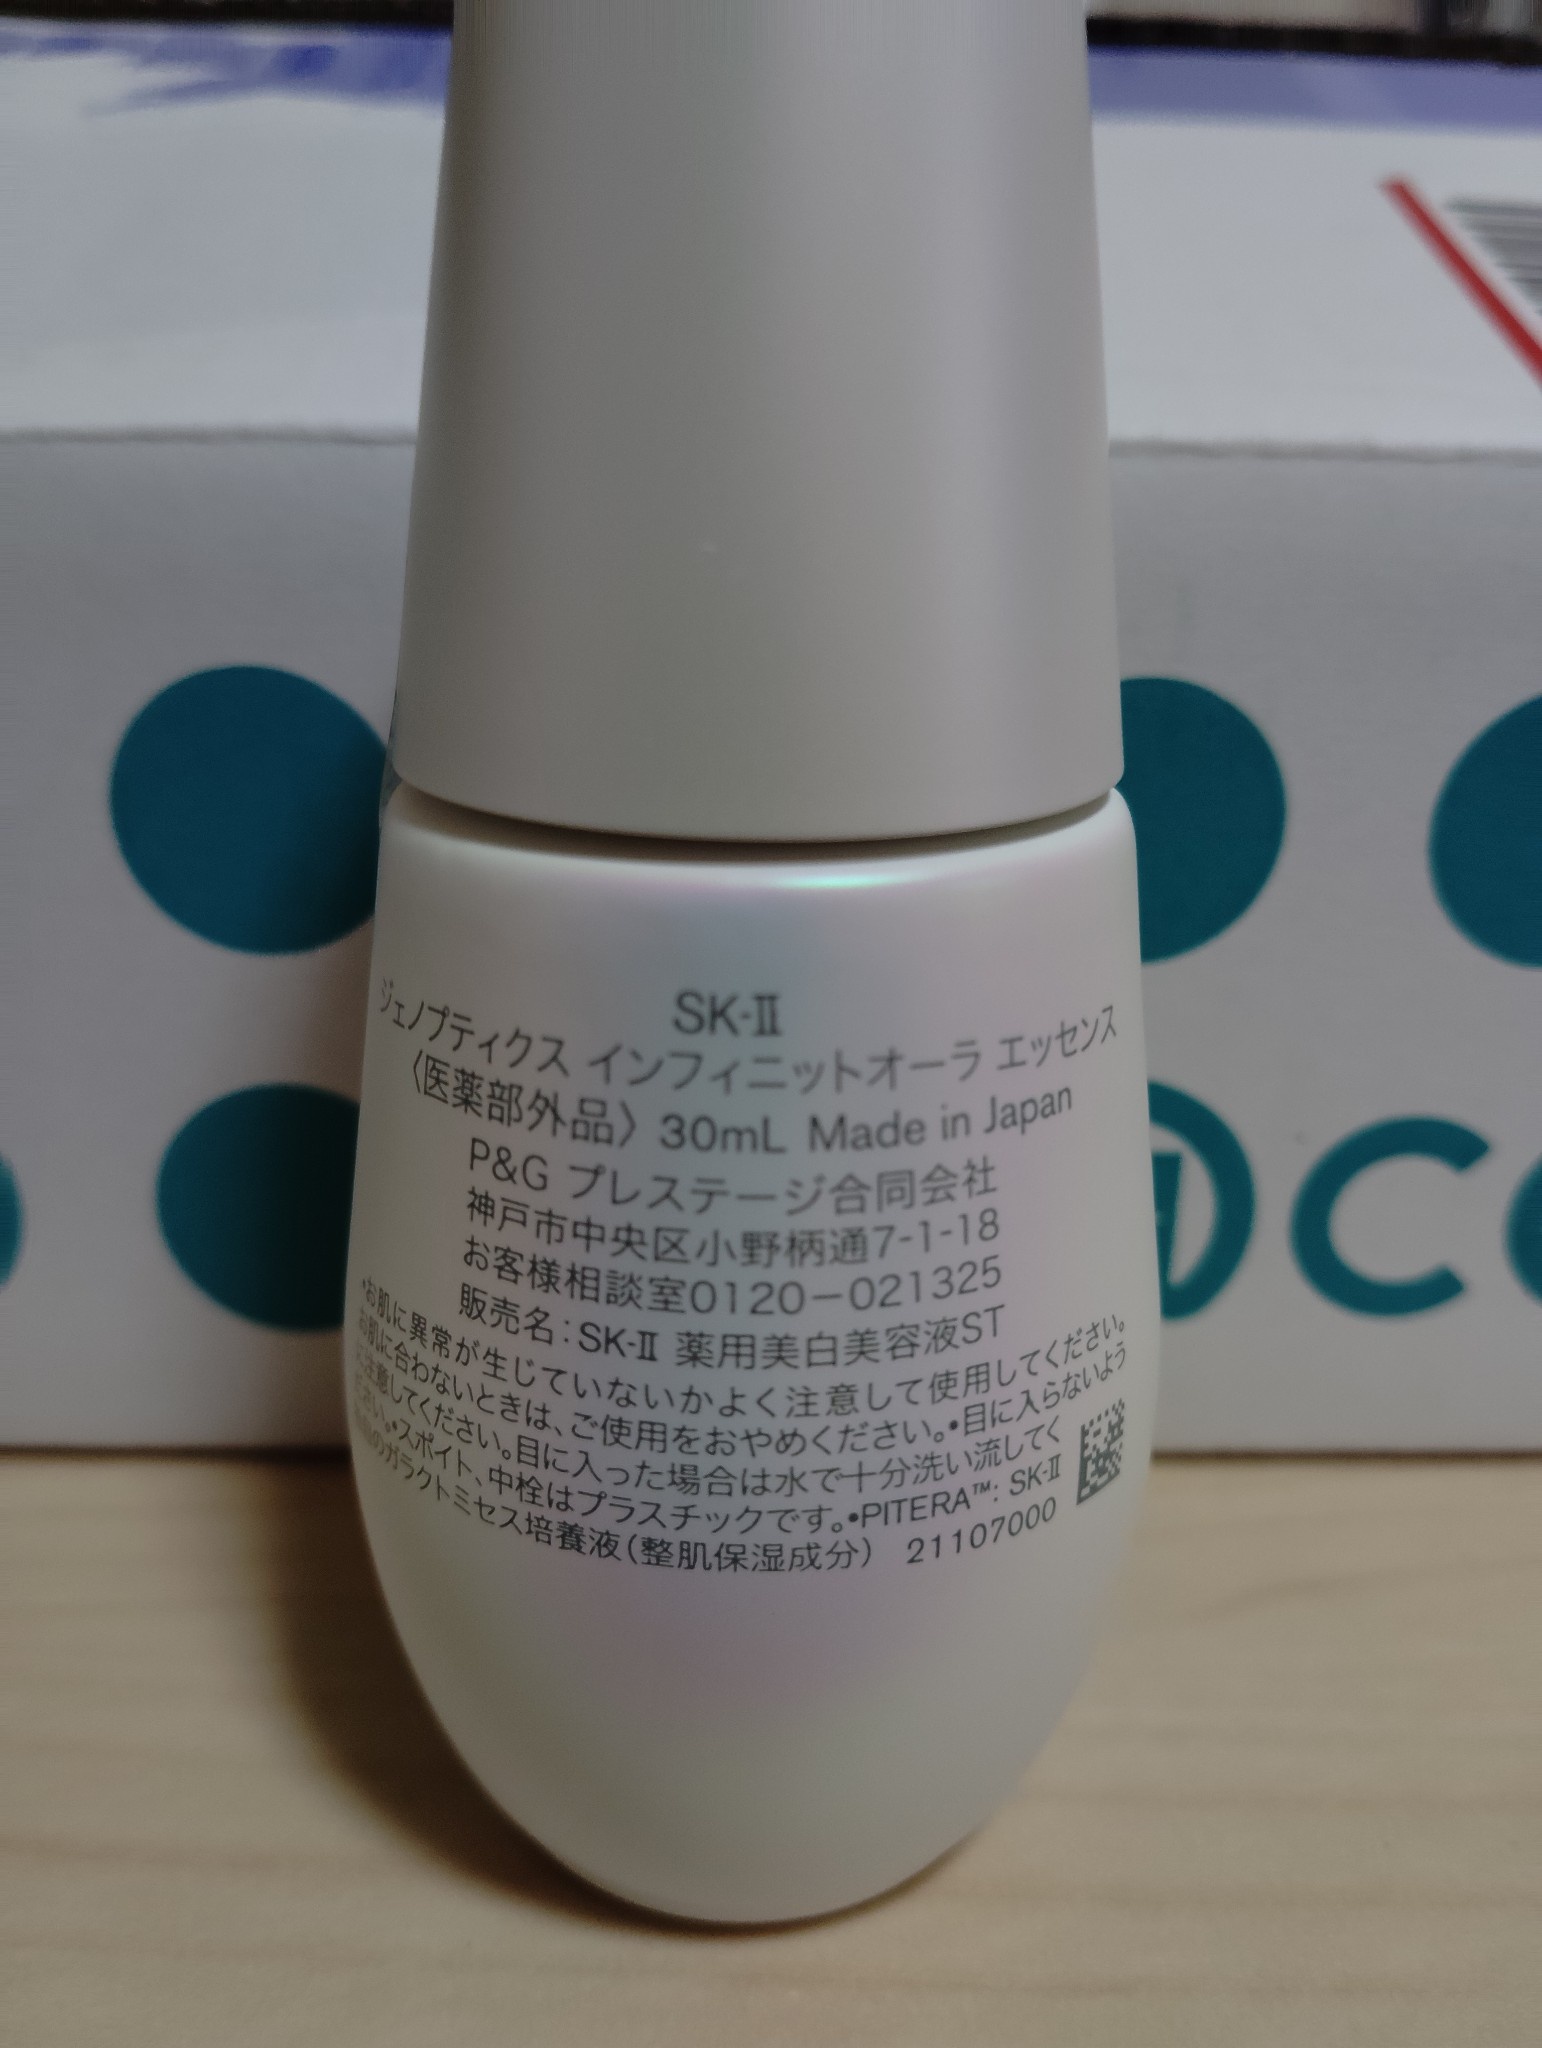 SK-II
ジェノプティクス インフィニットオーラ エッセンス
〈医薬部外品〉 30mL Made in Japan
P&G プレステージ合同会社
神戸市中央区小野柄通7-1-18
お客様相談室0120-021325
販売名：SK-II 薬用美白美容液ST
•お肌に異常が生じていないかよく注意して使用してください。
お肌に合わないときは、ご使用をおやめください。•目に入らないよう
に注意してください。目に入った場合は水で十分洗い流してく
ださい。•スポイト、中栓はプラスチックです。•PITERA™: SK-II
のガラクトミセス培養液（整肌保湿成分） 21107000
@co